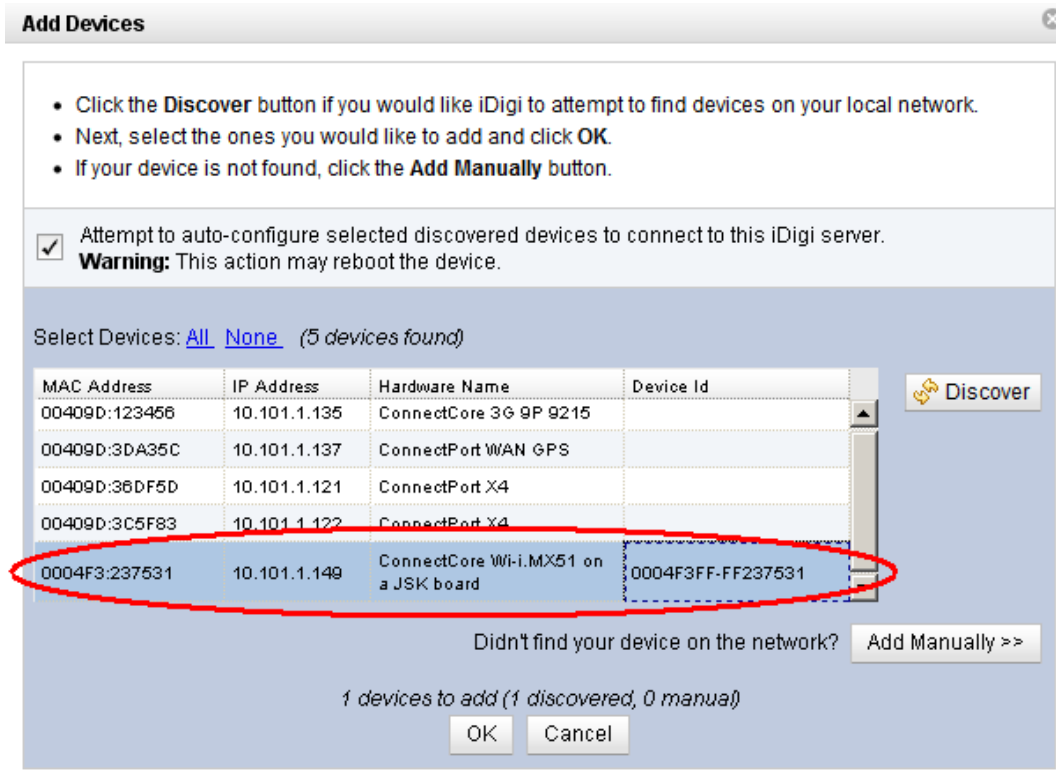 Add Devices
• Click the Discover button if you would like iDigi to attempt to find devices on your local network.
• Next, select the ones you would like to add and click OK.
• If your device is not found, click the Add Manually button.
Attempt to auto-configure selected discovered devices to connect to this iDigi server.
Warning: This action may reboot the device.
Select Devices: All None (5 devices found)
MAC Address IP Address Hardware Name Device Id
Discover
00409D:123456 10.101.1.135 ConnectCore 3G 9P 9215
00409D:3DA35C 10.101.1.137 ConnectPort WAN GPS
00409D:36DF5D 10.101.1.121 ConnectPort X4
00409D:3C5F83 10.101.1.122 ConnectPort X4
0004F3:237531 10.101.1.149 ConnectCore Wi-i.MX51 on a JSK board 0004F3FF-FF237531
Didn't find your device on the network? Add Manually >>
1 devices to add (1 discovered, 0 manual)
OK Cancel